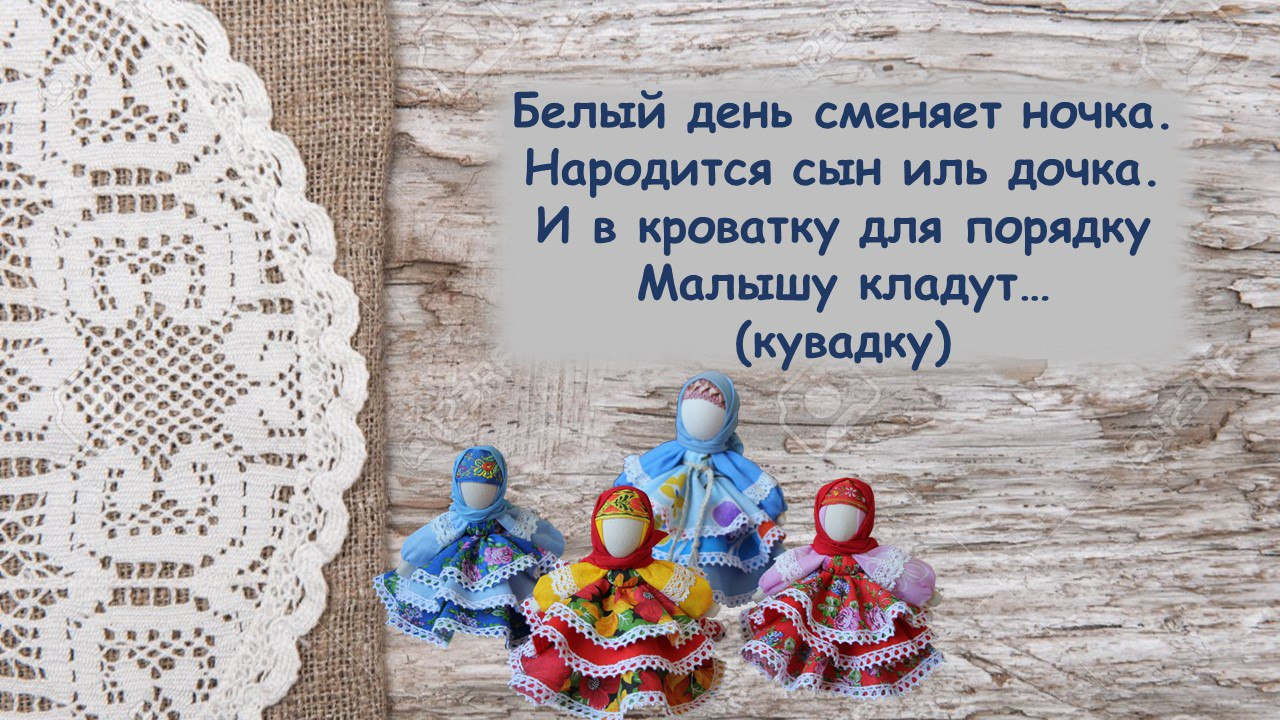 Белый день сменяет ночка.
Народится сын иль дочка.
И в кроватку для порядку
Малышу кладут...
(кувадку)